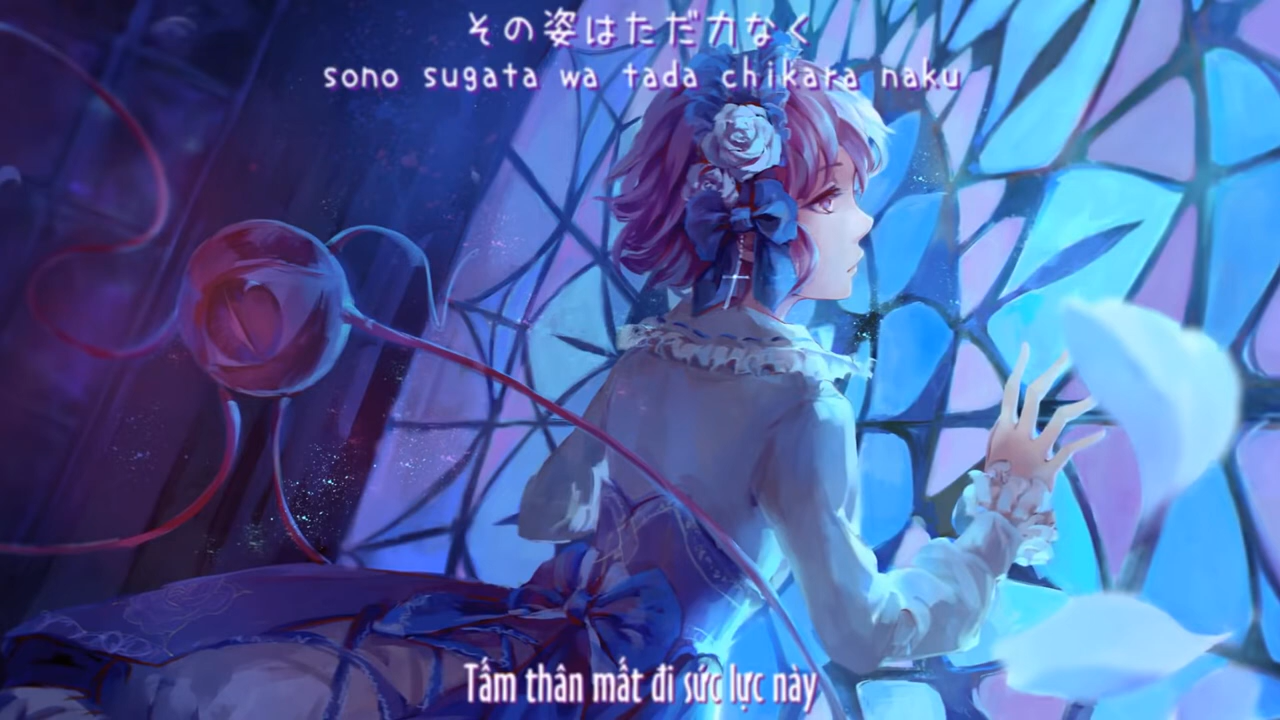 その姿はただ力なく
sono sugata wa tada chikara naku
Tấm thân mất đi sức lực này